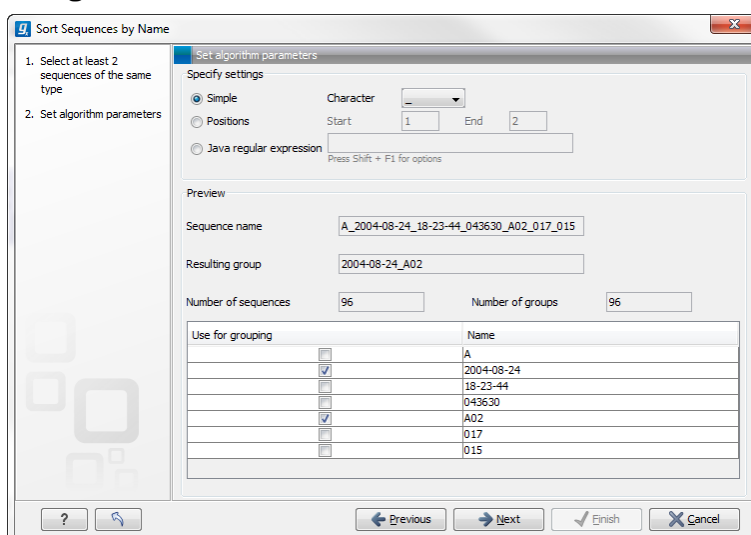 Sort Sequences by Name
1. Select at least 2
sequences of the same
type
2. Set algorithm parameters
Set algorithm parameters
Specify settings
Simple Character _
Positions Start 1 End 2
Java regular expression
Press Shift + F1 for options
Preview
Sequence name A_2004-08-24_18-23-44_043630_A02_017_015
Resulting group 2004-08-24_A02
Number of sequences 96 Number of groups 96
Use for grouping Name
A
2004-08-24
18-23-44
043630
A02
017
015
? Previous Next Finish Cancel